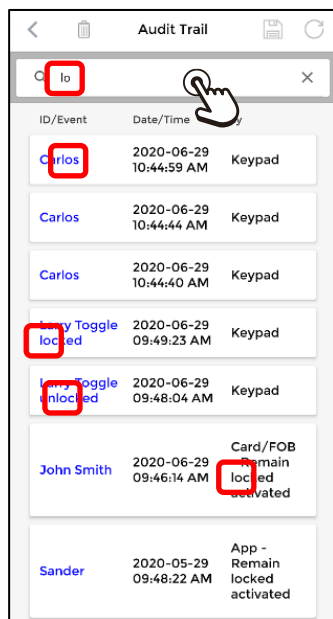 Audit Trail
lo
ID/Event Date/Time
Carlos 2020-06-29 10:44:59 AM Keypad
Carlos 2020-06-29 10:44:44 AM Keypad
Carlos 2020-06-29 10:44:40 AM Keypad
Larry Toggle 2020-06-29 Keypad
locked 09:49:23 AM
Larry Toggle 2020-06-29 Keypad
unlocked 09:48:04 AM
Card/FOB
John Smith 2020-06-29 - Remain
09:46:14 AM locked
activated
App -
Sander 2020-05-29 Remain
09:48:22 AM locked
activated